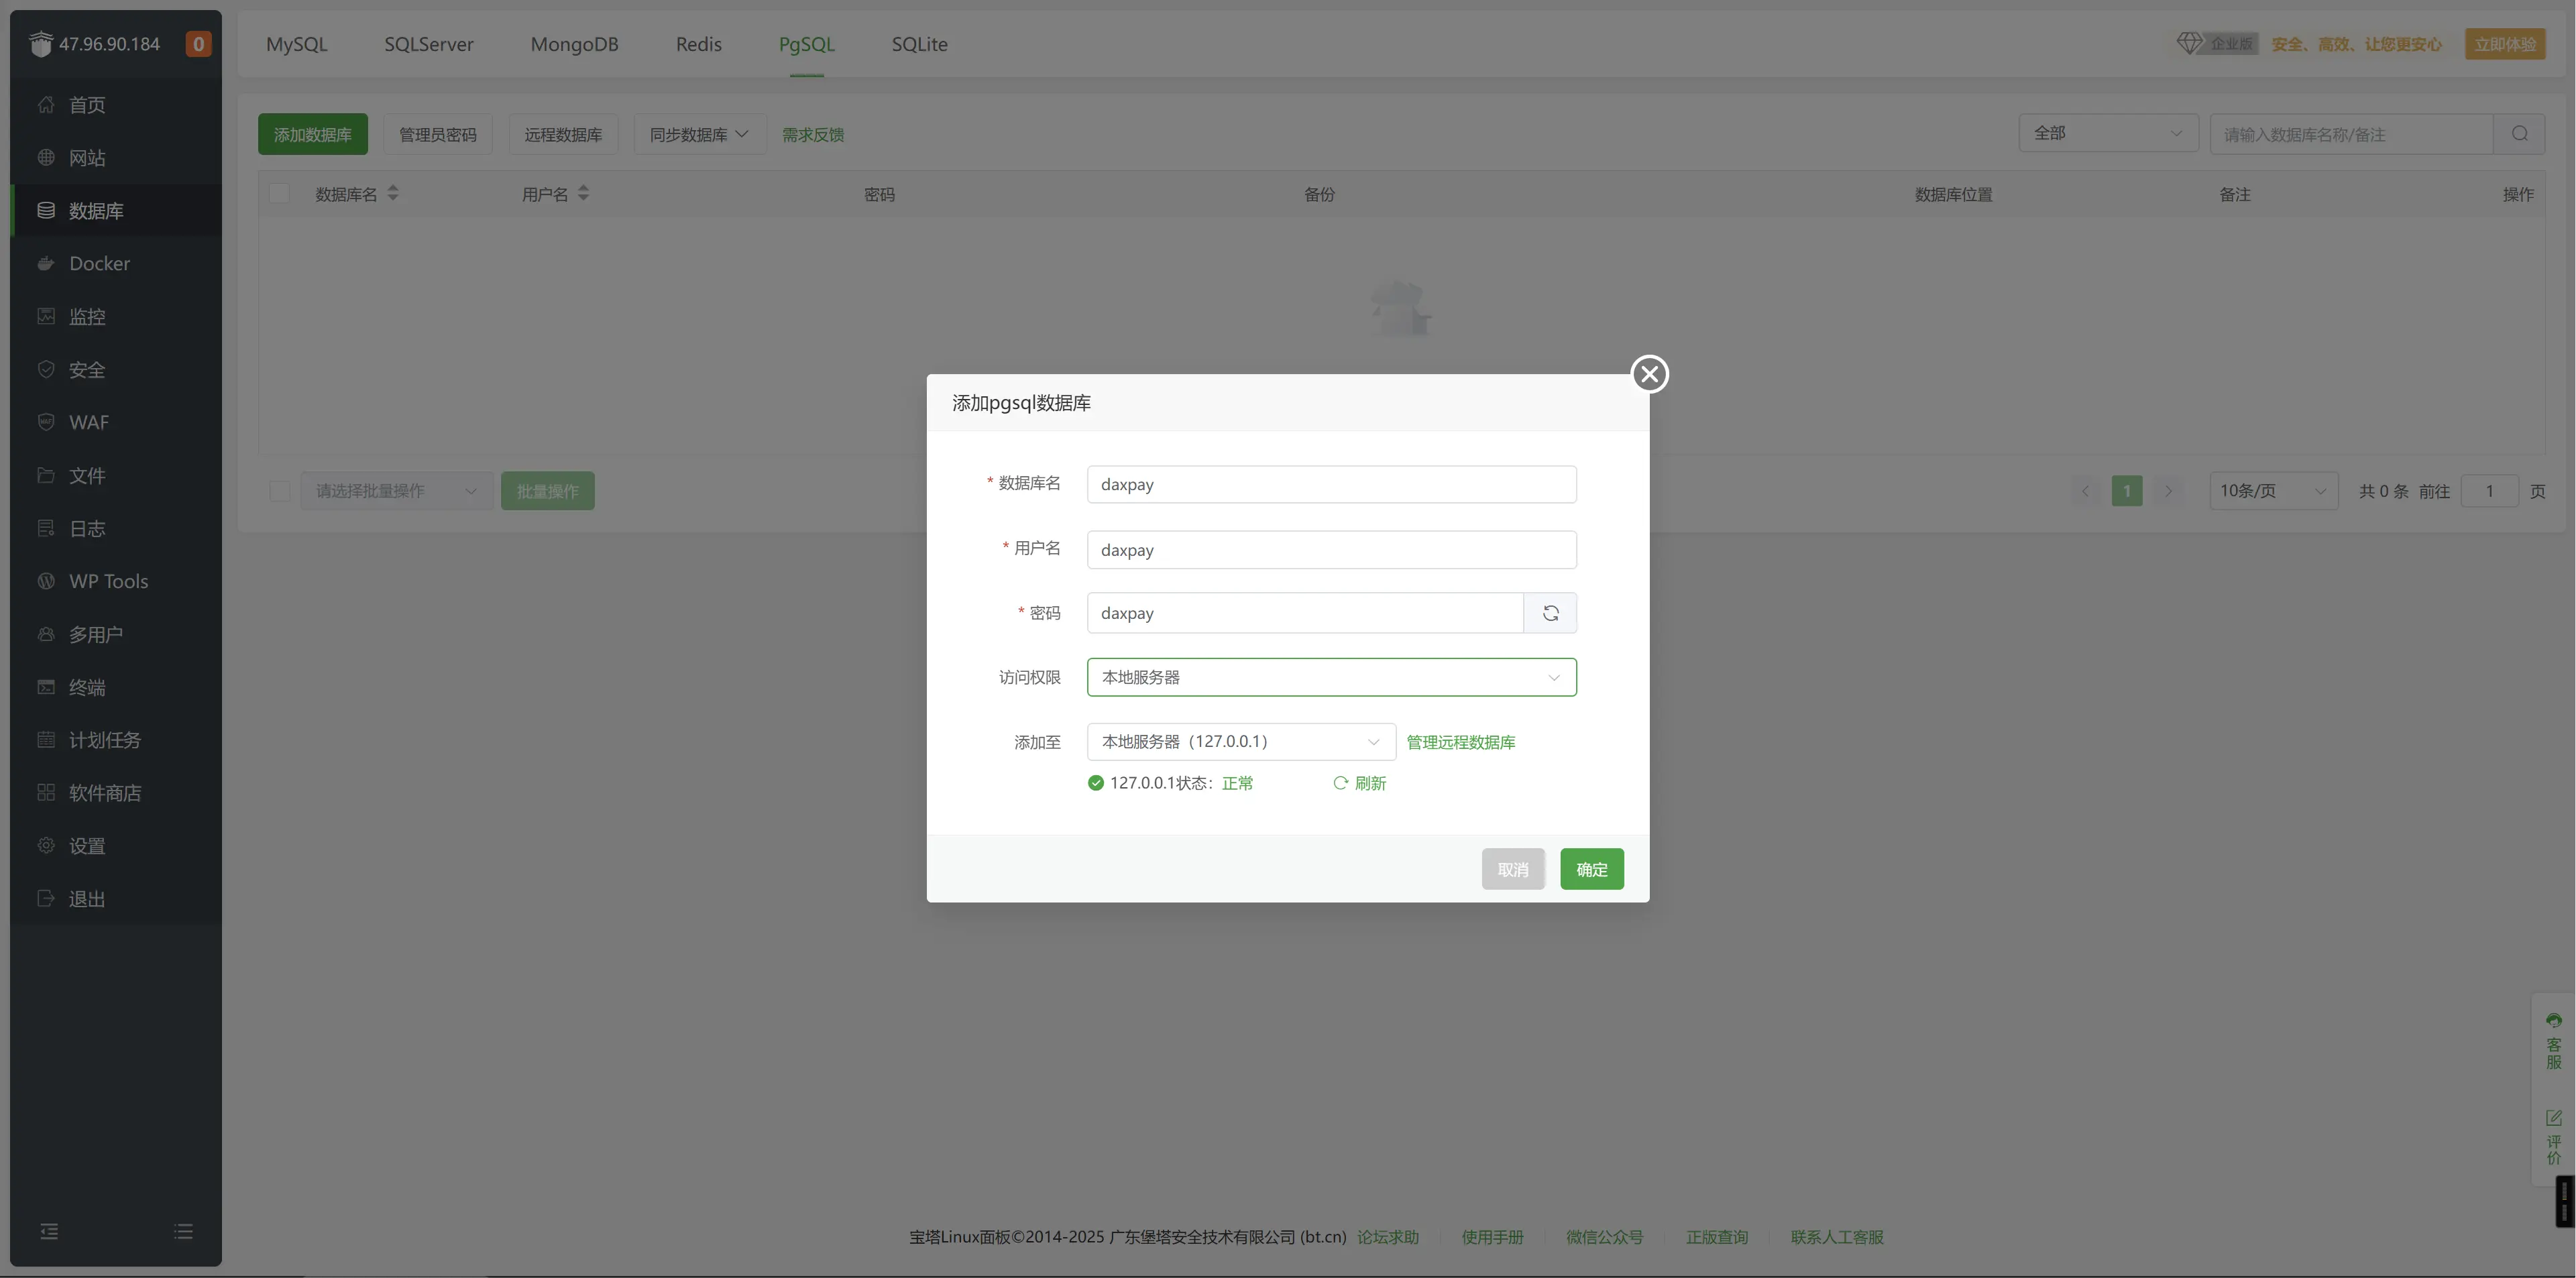 47.96.90.184 0
首页
网站
数据库
Docker
监控
安全
WAF
文件
日志
WP Tools
多用户
终端
计划任务
软件商店
设置
退出
MySQL SQLServer MongoDB Redis PgSQL SQLite
企业版 安全、高效、让您更安心 立即体验
添加数据库 管理员密码 远程数据库 同步数据库 需求反馈 全部 请输入数据库名称/备注
数据库名 用户名 密码 备份 数据库位置 备注 操作
请选择批量操作 批量操作 1 10条/页 共 0 条 前往 1 页
添加pgsql数据库
* 数据库名 daxpay
* 用户名 daxpay
* 密码 daxpay
访问权限 本地服务器
添加至 本地服务器（127.0.0.1） 管理远程数据库
127.0.0.1状态：正常 刷新
取消 确定
客服
评价
宝塔Linux面板©2014-2025 广东堡塔安全技术有限公司 (bt.cn) 论坛求助 使用手册 微信公众号 正版查询 联系人工客服